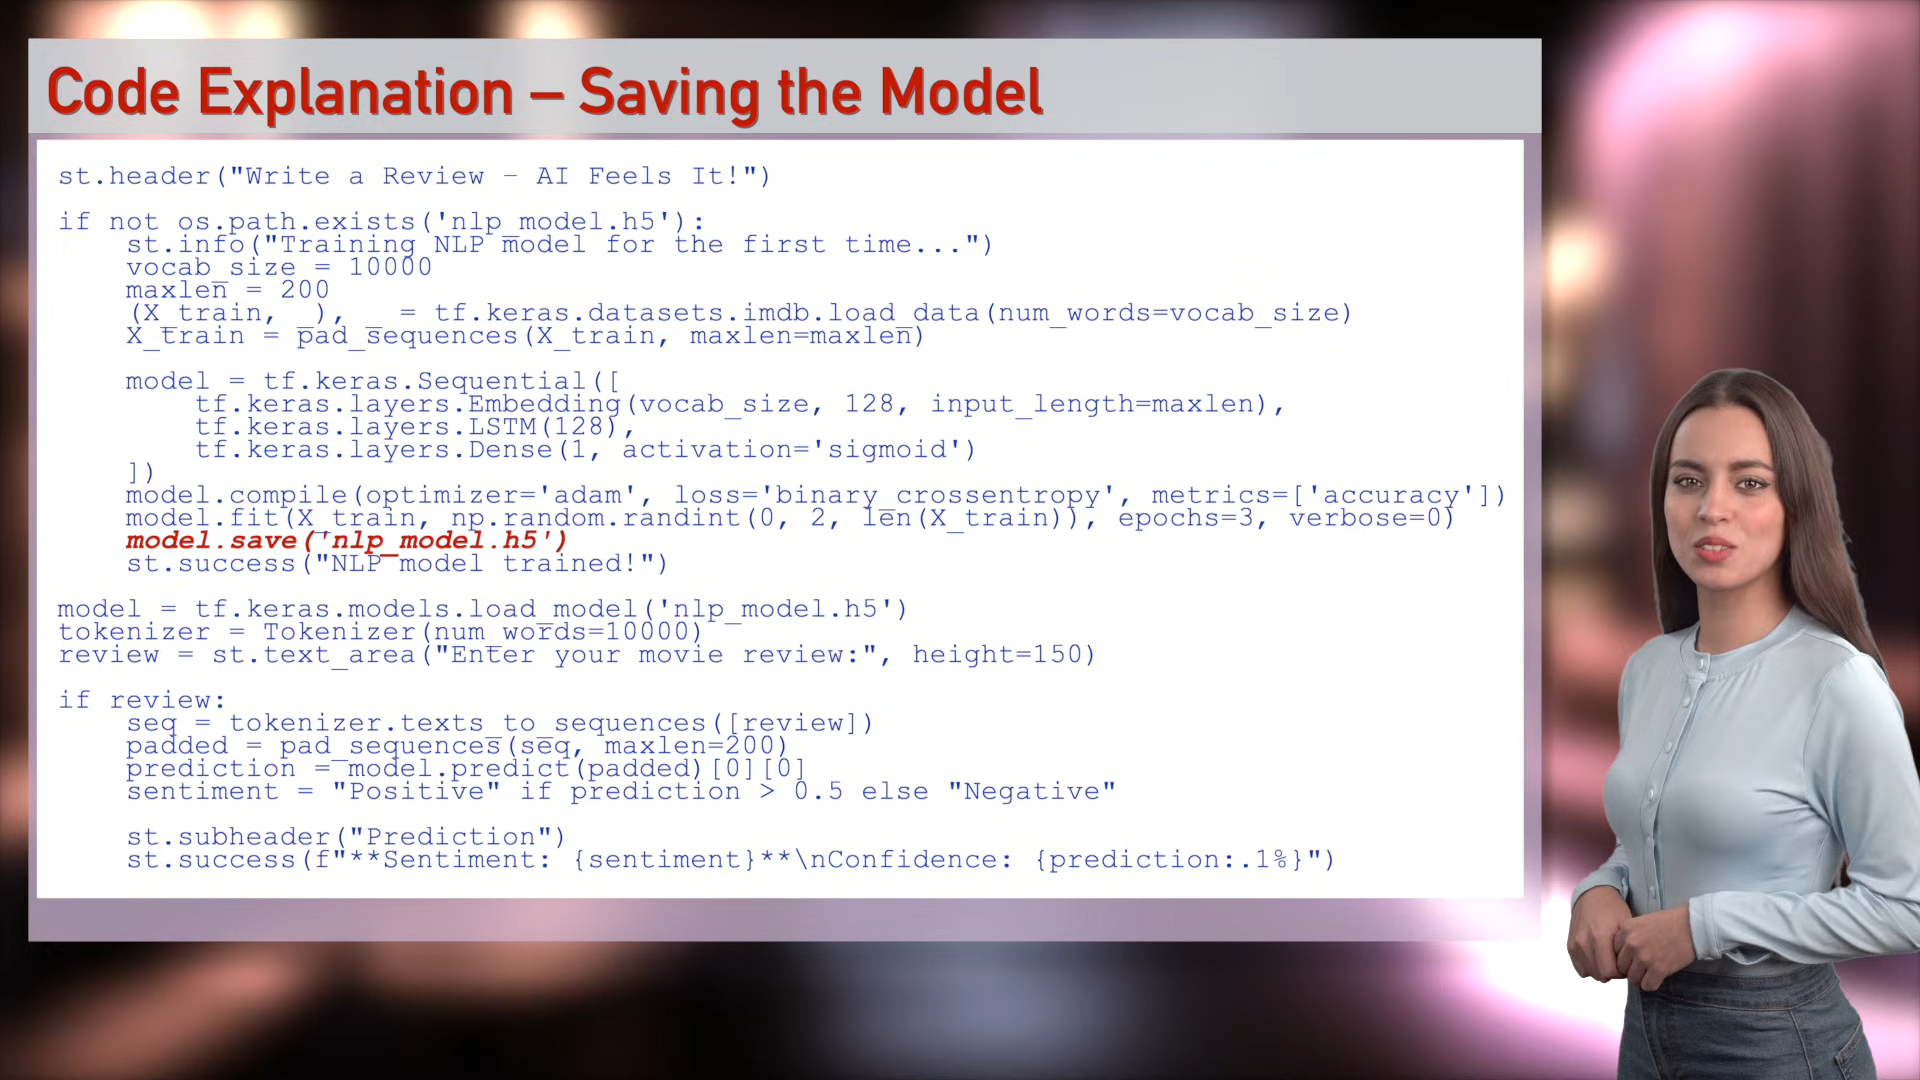 Code Explanation – Saving the Model
st.header("Write a Review – AI Feels It!")
if not os.path.exists('nlp_model.h5'):
st.info("Training NLP model for the first time...")
vocab_size = 10000
maxlen = 200
(X_train, _), _ = tf.keras.datasets.imdb.load_data(num_words=vocab_size)
X_train = pad_sequences(X_train, maxlen=maxlen)
model = tf.keras.Sequential([
tf.keras.layers.Embedding(vocab_size, 128, input_length=maxlen),
tf.keras.layers.LSTM(128),
tf.keras.layers.Dense(1, activation='sigmoid')
])
model.compile(optimizer='adam', loss='binary_crossentropy', metrics=['accuracy'])
model.fit(X_train, np.random.randint(0, 2, len(X_train)), epochs=3, verbose=0)
model.save('nlp_model.h5')
st.success("NLP model trained!")
model = tf.keras.models.load_model('nlp_model.h5')
tokenizer = Tokenizer(num_words=10000)
review = st.text_area("Enter your movie review:", height=150)
if review:
seq = tokenizer.texts_to_sequences([review])
padded = pad_sequences(seq, maxlen=200)
prediction = model.predict(padded)[0][0]
sentiment = "Positive" if prediction > 0.5 else "Negative"
st.subheader("Prediction")
st.success(f"**Sentiment: {sentiment}**\nConfidence: {prediction:.1%}")